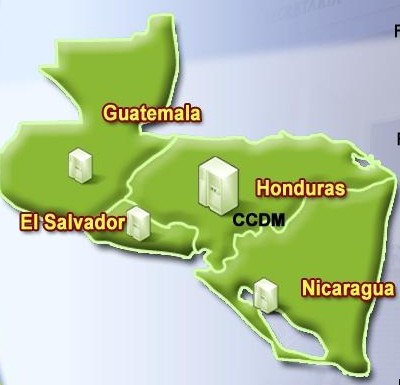 Guatemala
Honduras
El Salvador
CCDM
Nicaragua